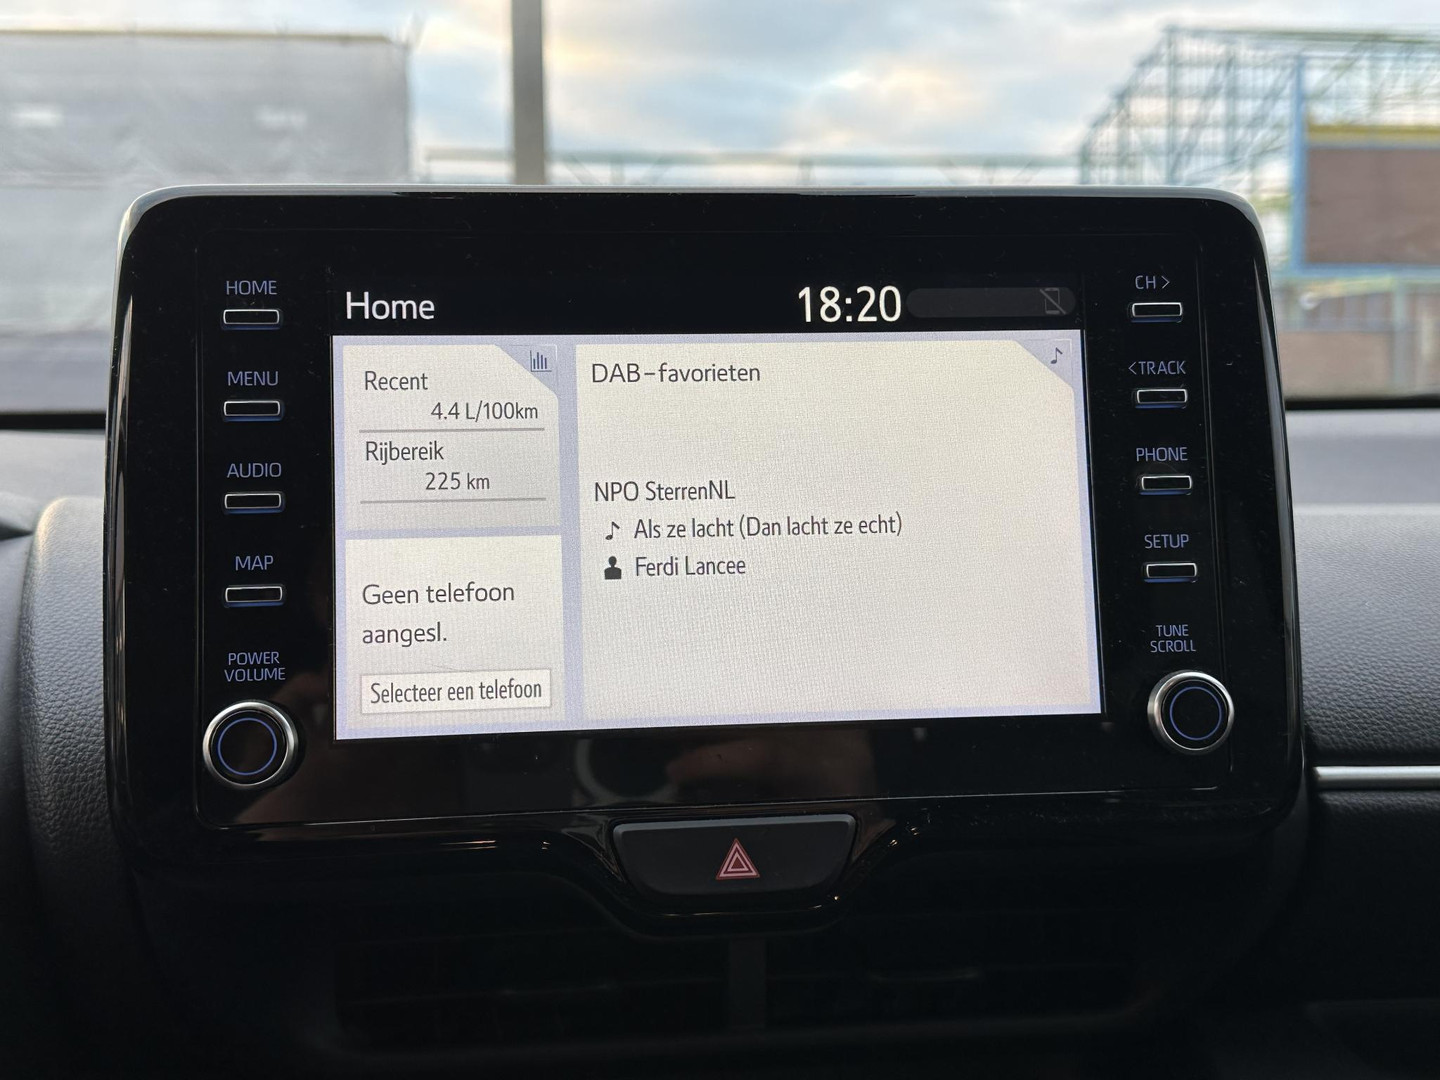 HOME
MENU
AUDIO
MAP
POWER
VOLUME
Home
18:20
Recent
4.4 L/100km
Rijbereik
225 km
Geen telefoon
aangesl.
Selecteer een telefoon
DAB-favorieten
NPO SterrenNL
Als ze lacht (Dan lacht ze echt)
Ferdi Lancee
CH >
<TRACK
PHONE
SETUP
TUNE
SCROLL